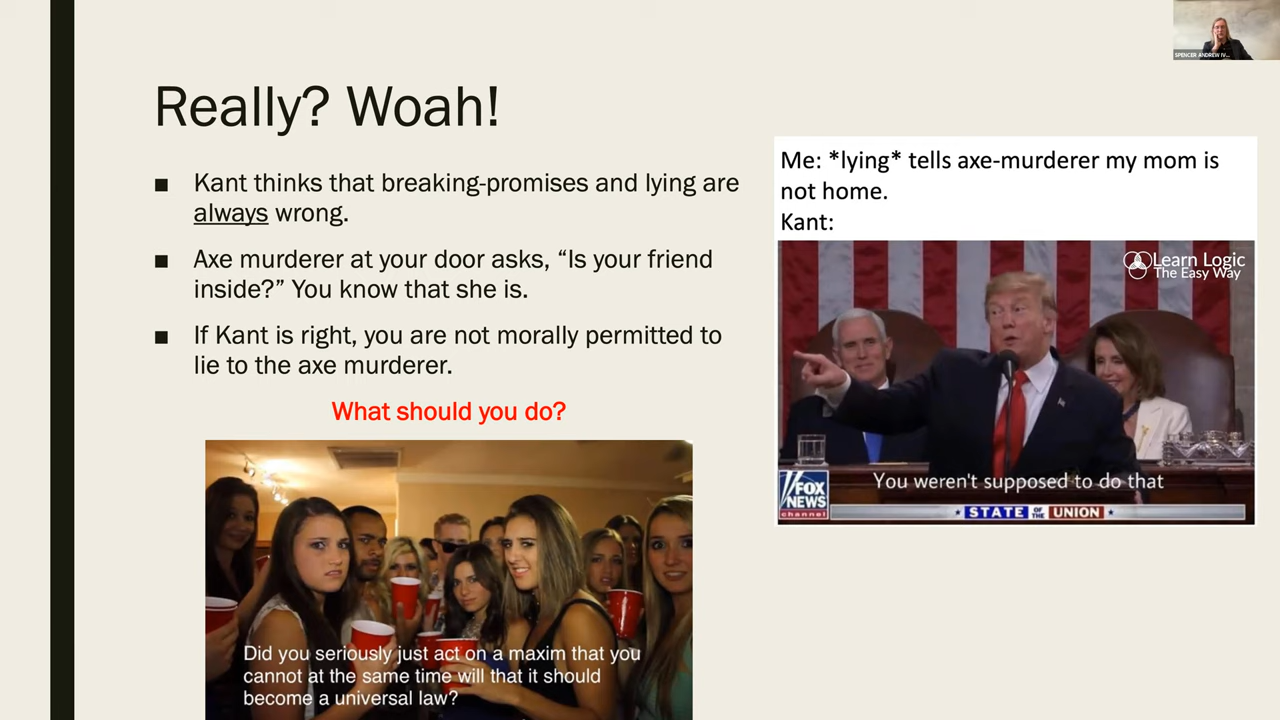 SPENCER ANDREW IV...
Really? Woah!
■ Kant thinks that breaking-promises and lying are
always wrong.
■ Axe murderer at your door asks, “Is your friend
inside?” You know that she is.
■ If Kant is right, you are not morally permitted to
lie to the axe murderer.
What should you do?
Did you seriously just act on a maxim that you
cannot at the same time will that it should
become a universal law?
Me: *lying* tells axe-murderer my mom is
not home.
Kant:
Learn Logic
The Easy Way
You weren't supposed to do that
FOX
NEWS
channel
STATE OF THE UNION